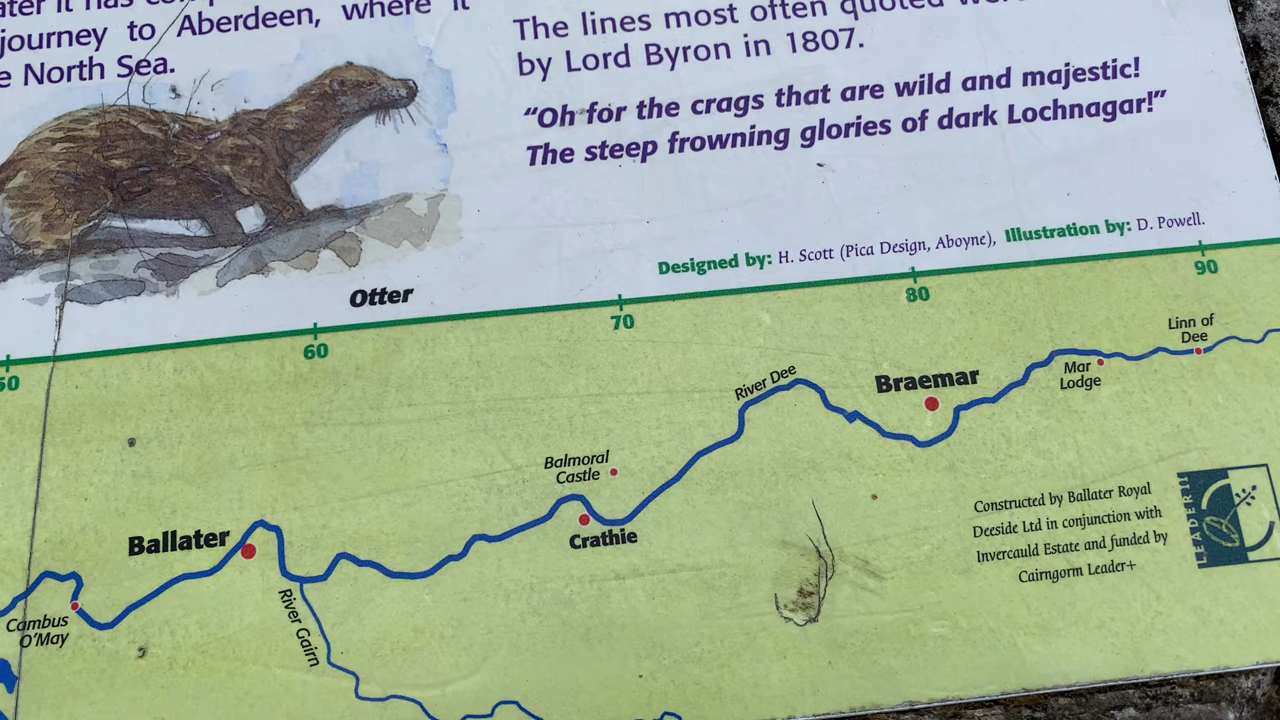 journey to Aberdeen, where it
North Sea.
The lines most often quoted
by Lord Byron in 1807.
“Oh for the crags that are wild and majestic!
The steep frowning glories of dark Lochnagar!”
Designed by: H. Scott (Pica Design, Aboyne), Illustration by: D. Powell.
Otter
50
60
70
80
90
Linn of
Dee
Mar
Lodge
Braemar
River Dee
Balmoral
Castle
Crathie
Ballater
River Gairn
Cambus
O'May
Constructed by Ballater Royal
Deeside Ltd in conjunction with
Invercauld Estate and funded by
Cairngorm Leader+
LEADER II